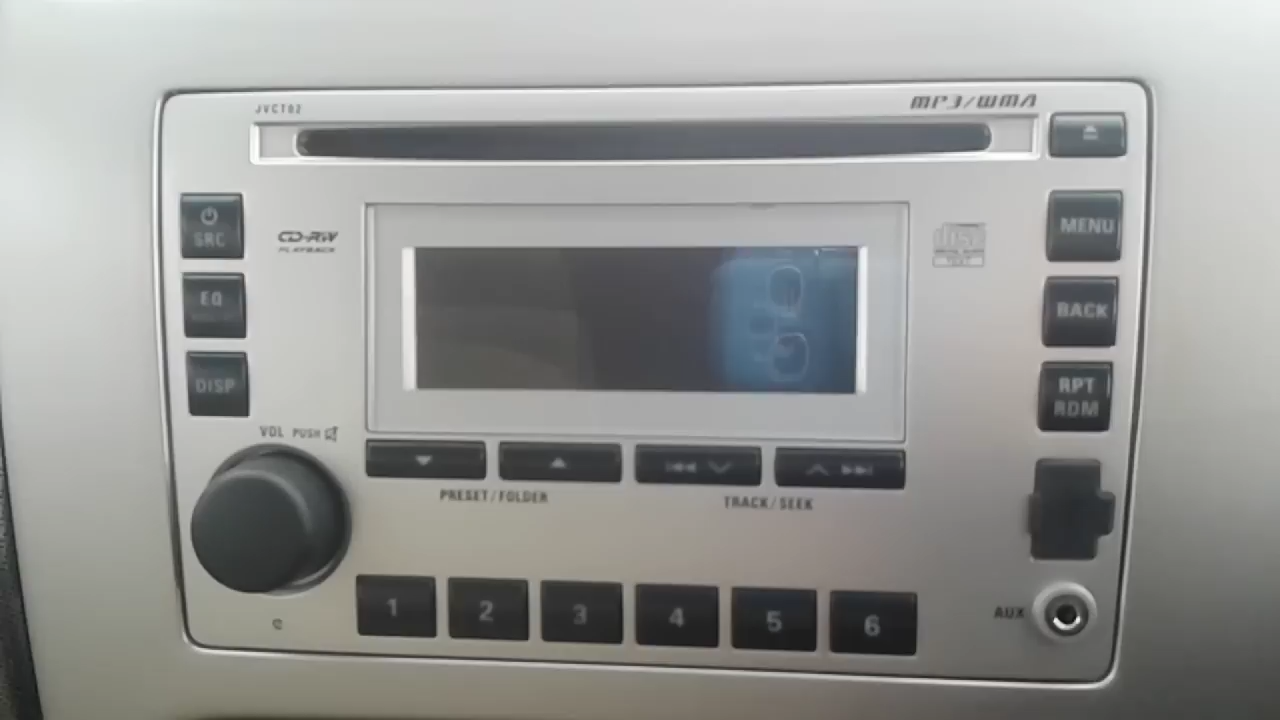 JVCT02
MP3/WMA
SRC
CD-RW
PLAYBACK
MENU
EQ
BACK
DISP
RPT
RDM
VOL PUSH
PRESET/FOLDER
TRACK/SEEK
1 2 3 4 5 6
AUX